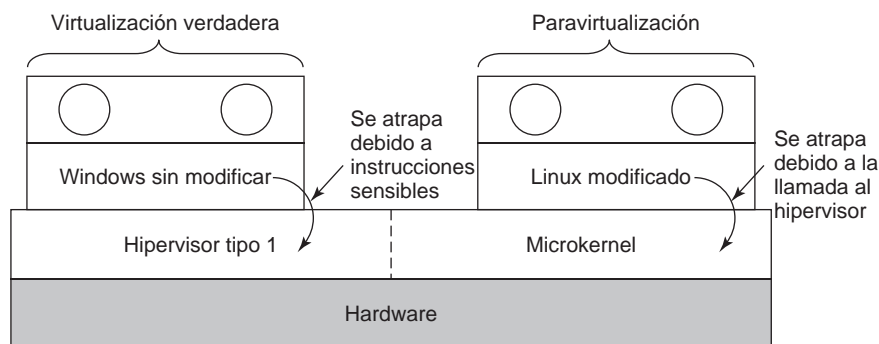 Virtualización verdadera
Paravirtualización
Se atrapa
debido a
instrucciones
sensibles
Se atrapa
debido a la
llamada al
hipervisor
Windows sin modificar
Linux modificado
Hipervisor tipo 1
Microkernel
Hardware